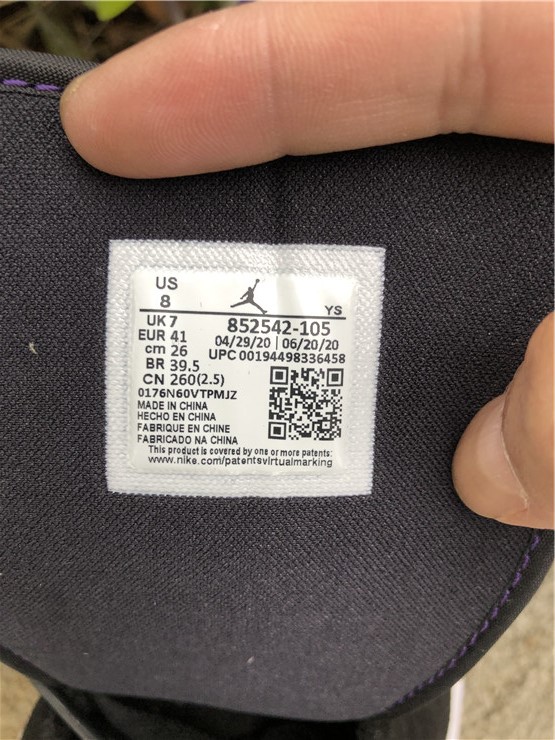 US
8
YS
UK 7
852542-105
EUR 41
04/29/20 | 06/20/20
cm 26
UPC 00194498336458
BR 39.5
CN 260(2.5)
0176N60VTPMJZ
MADE IN CHINA
HECHO EN CHINA
FABRIQUE EN CHINE
FABRICADO NA CHINA
This product is covered by one or more patents:
www.nike.com/patentsvirtualmarking